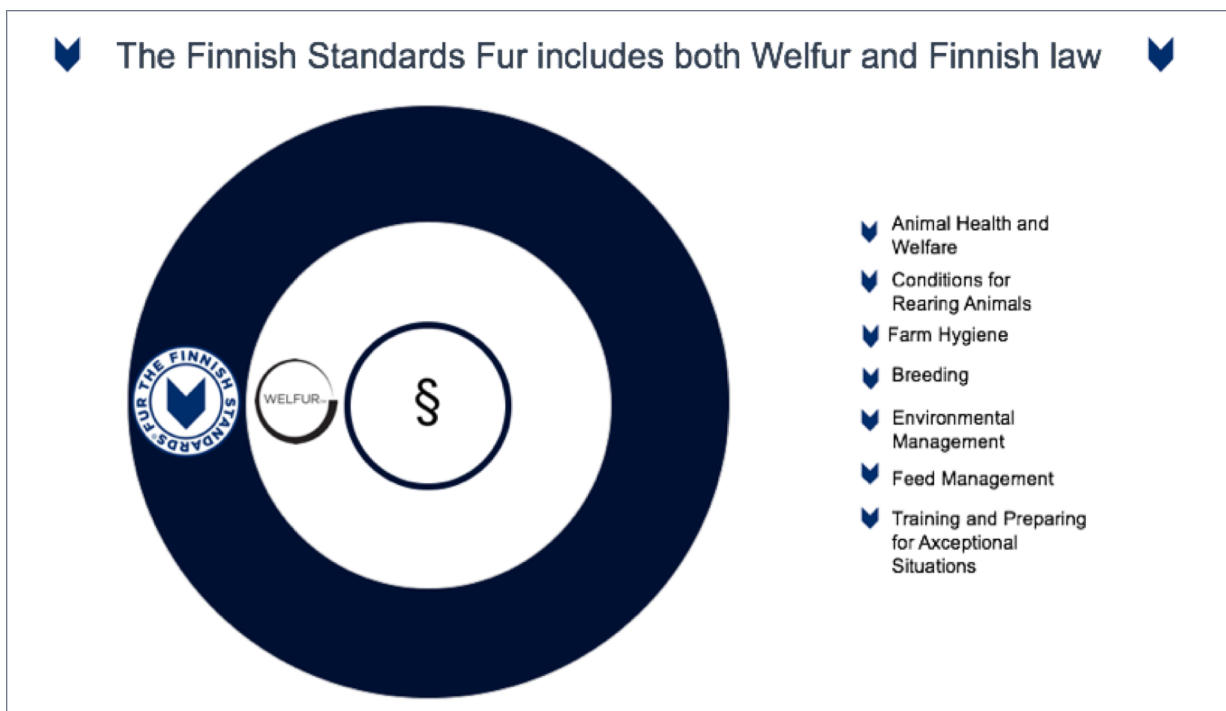 The Finnish Standards Fur includes both Welfur and Finnish law
FUR THE FINNISH STANDARDS®
WELFUR
§
Animal Health and
Welfare
Conditions for
Rearing Animals
Farm Hygiene
Breeding
Environmental
Management
Feed Management
Training and Preparing
for Axceptional
Situations